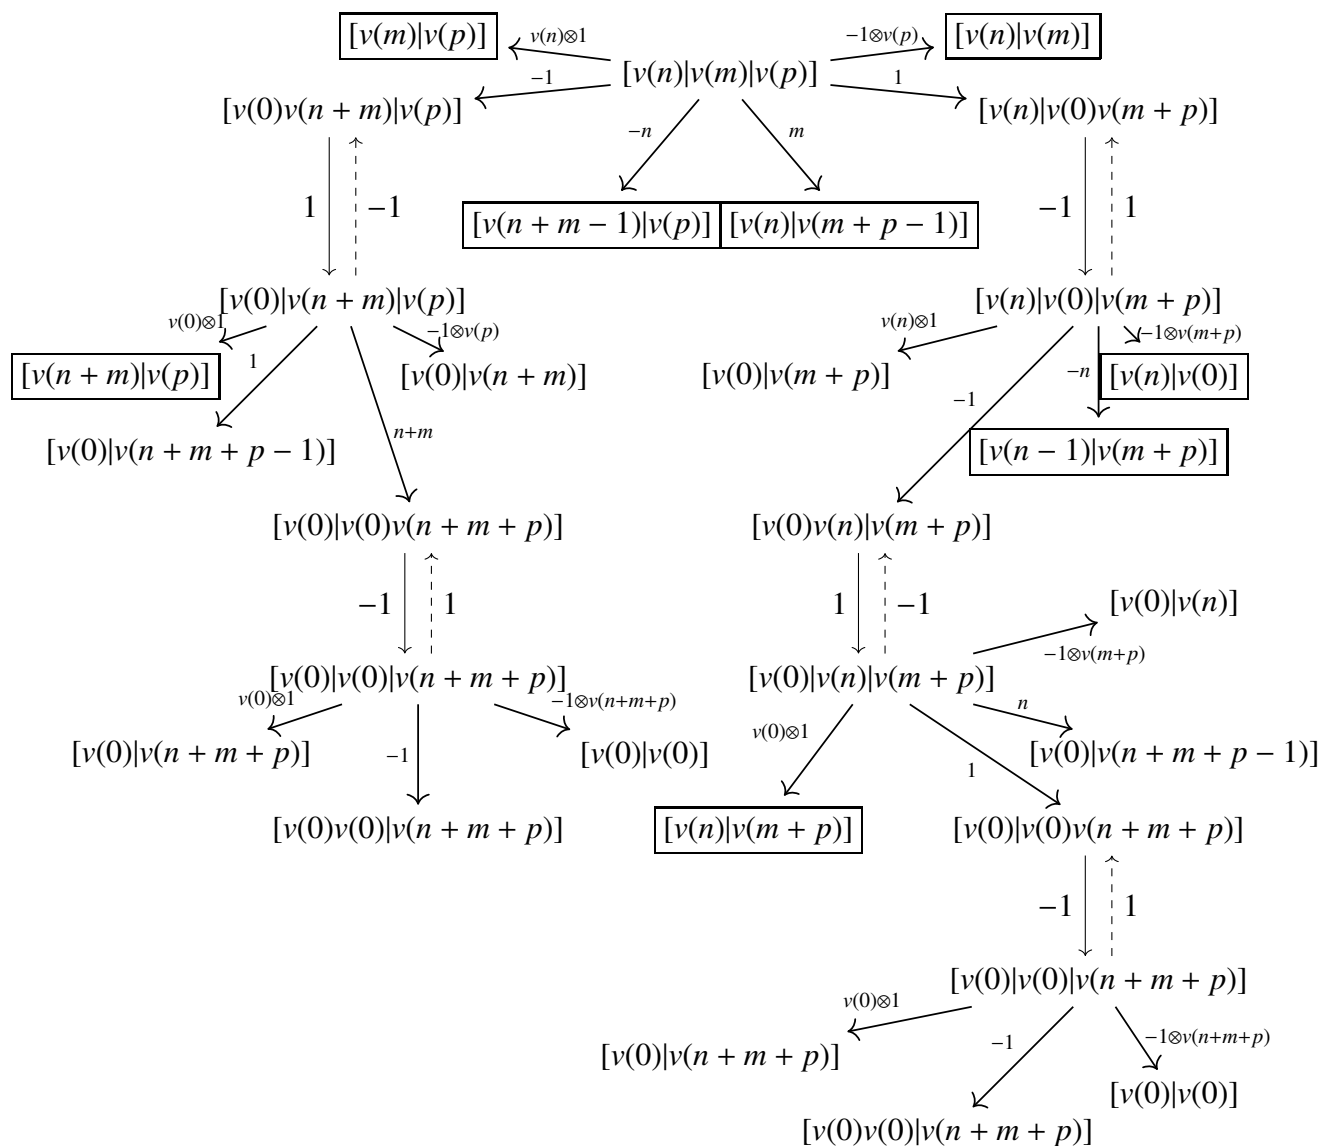 [v(m)|v(p)] v(n)⊗1 −1⊗v(p) [v(n)|v(m)]
[v(n)|v(m)|v(p)]
−1 1
[v(0)v(n + m)|v(p)] [v(n)|v(0)v(m + p)]
−n m
1 −1 −1 1
[v(n + m − 1)|v(p)] [v(n)|v(m + p − 1)]
[v(0)|v(n + m)|v(p)] [v(n)|v(0)|v(m + p)]
v(0)⊗1 −1⊗v(p) v(n)⊗1 −1⊗v(m+p)
1 −n
[v(n + m)|v(p)] [v(0)|v(n + m)] [v(0)|v(m + p)] [v(n)|v(0)]
−1
n+m
[v(0)|v(n + m + p − 1)] [v(n − 1)|v(m + p)]
[v(0)|v(0)v(n + m + p)] [v(0)v(n)|v(m + p)]
−1 1 1 −1 [v(0)|v(n)]
−1⊗v(m+p)
[v(0)|v(0)|v(n + m + p)] [v(0)|v(n)|v(m + p)]
v(0)⊗1 −1⊗v(n+m+p) n
v(0)⊗1
[v(0)|v(n + m + p)] −1 [v(0)|v(0)] [v(0)|v(n + m + p − 1)]
1
[v(0)v(0)|v(n + m + p)] [v(n)|v(m + p)] [v(0)|v(0)v(n + m + p)]
−1 1
[v(0)|v(0)|v(n + m + p)]
v(0)⊗1
−1 −1⊗v(n+m+p)
[v(0)|v(n + m + p)]
[v(0)|v(0)]
[v(0)v(0)|v(n + m + p)]